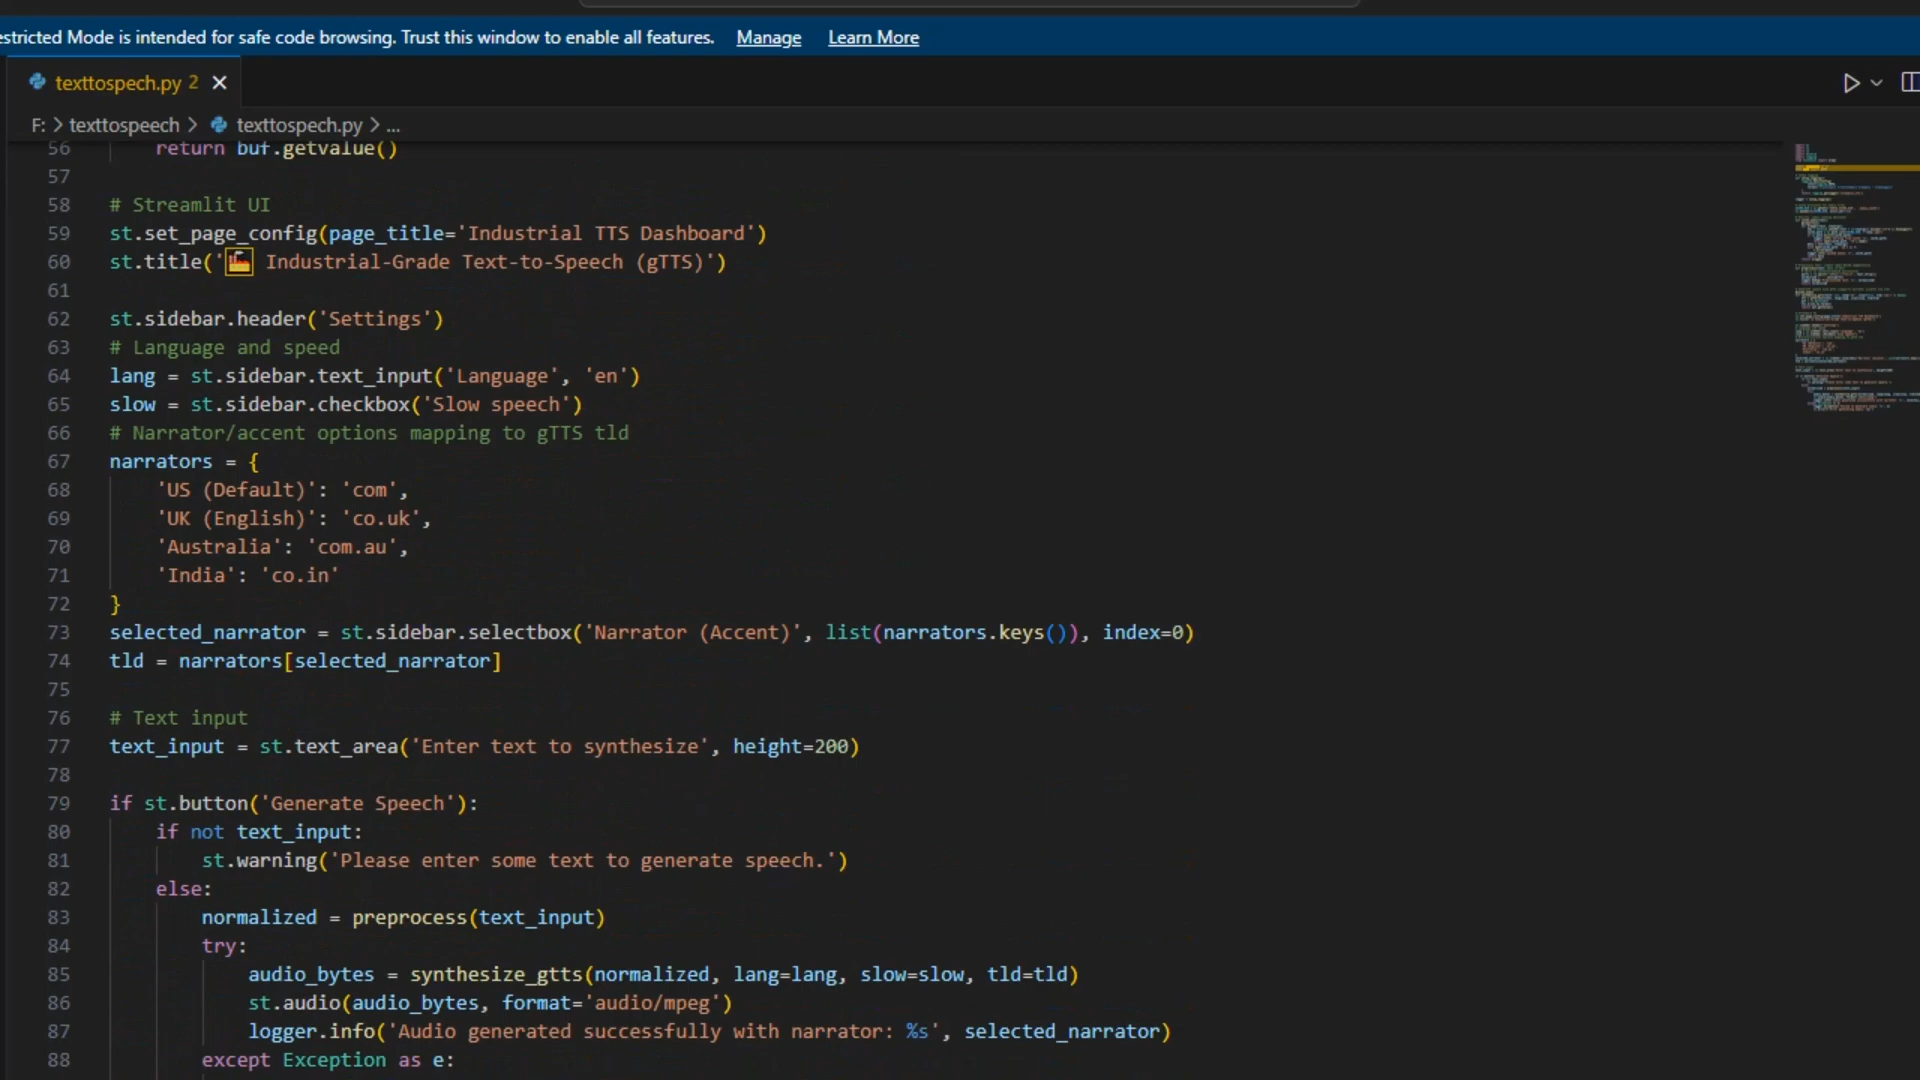 estricted Mode is intended for safe code browsing. Trust this window to enable all features. Manage Learn More
texttospech.py 2
F: > texttospeech > texttospech.py > ...
56 return buf.getvalue()
57
58 # Streamlit UI
59 st.set_page_config(page_title='Industrial TTS Dashboard')
60 st.title('🏭 Industrial-Grade Text-to-Speech (gTTS)')
61
62 st.sidebar.header('Settings')
63 # Language and speed
64 lang = st.sidebar.text_input('Language', 'en')
65 slow = st.sidebar.checkbox('Slow speech')
66 # Narrator/accent options mapping to gTTS tld
67 narrators = {
68 'US (Default)': 'com',
69 'UK (English)': 'co.uk',
70 'Australia': 'com.au',
71 'India': 'co.in'
72 }
73 selected_narrator = st.sidebar.selectbox('Narrator (Accent)', list(narrators.keys()), index=0)
74 tld = narrators[selected_narrator]
75
76 # Text input
77 text_input = st.text_area('Enter text to synthesize', height=200)
78
79 if st.button('Generate Speech'):
80 if not text_input:
81 st.warning('Please enter some text to generate speech.')
82 else:
83 normalized = preprocess(text_input)
84 try:
85 audio_bytes = synthesize_gtts(normalized, lang=lang, slow=slow, tld=tld)
86 st.audio(audio_bytes, format='audio/mpeg')
87 logger.info('Audio generated successfully with narrator: %s', selected_narrator)
88 except Exception as e: